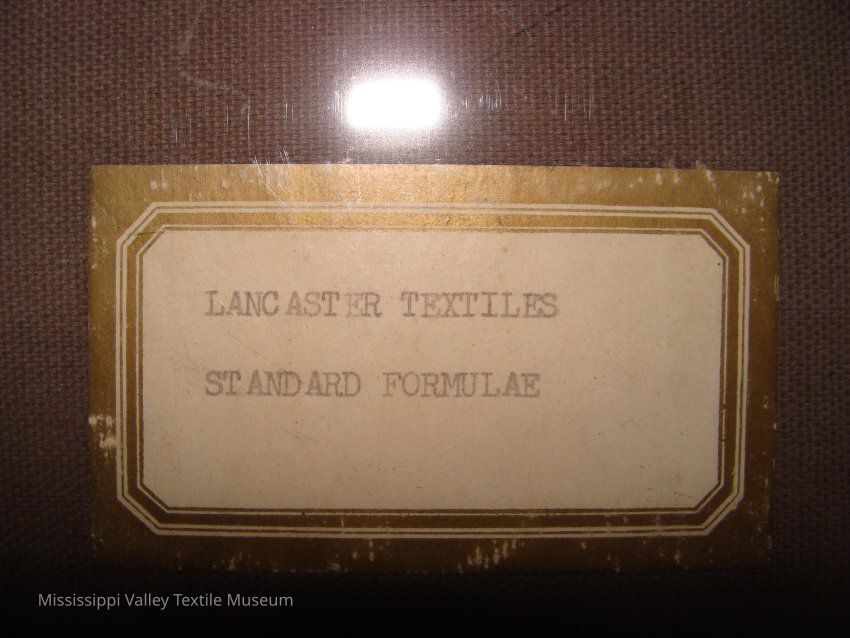 LANCASTER TEXTILES
STANDARD FORMULAE
Mississippi Valley Textile Museum